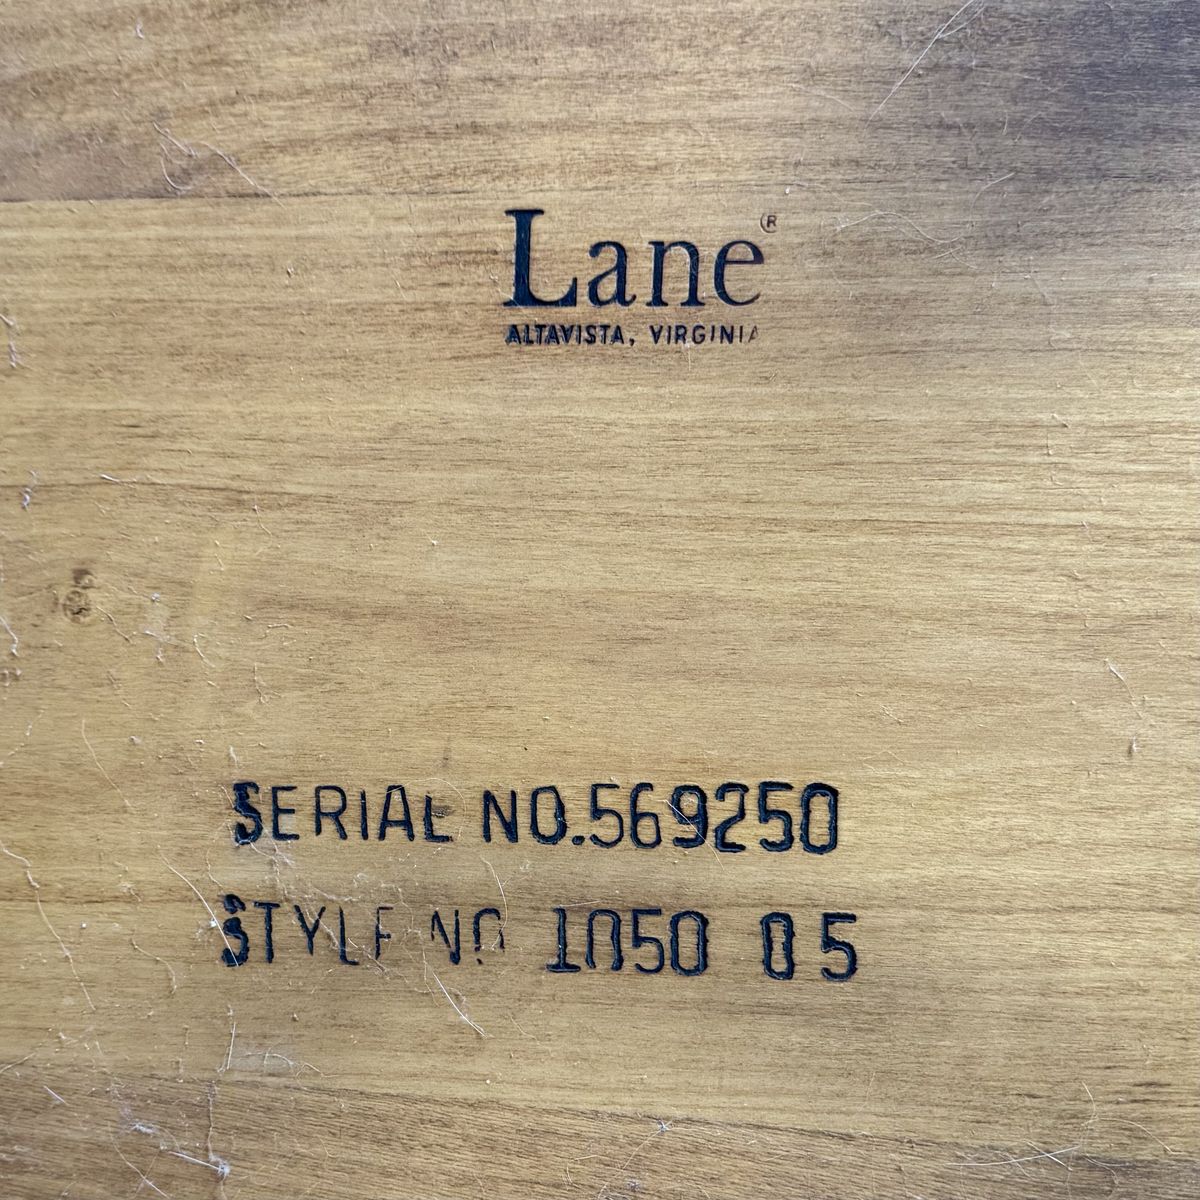 Lane®
ALTAVISTA, VIRGINIA
SERIAL NO.569250
STYLE NO 1050 05